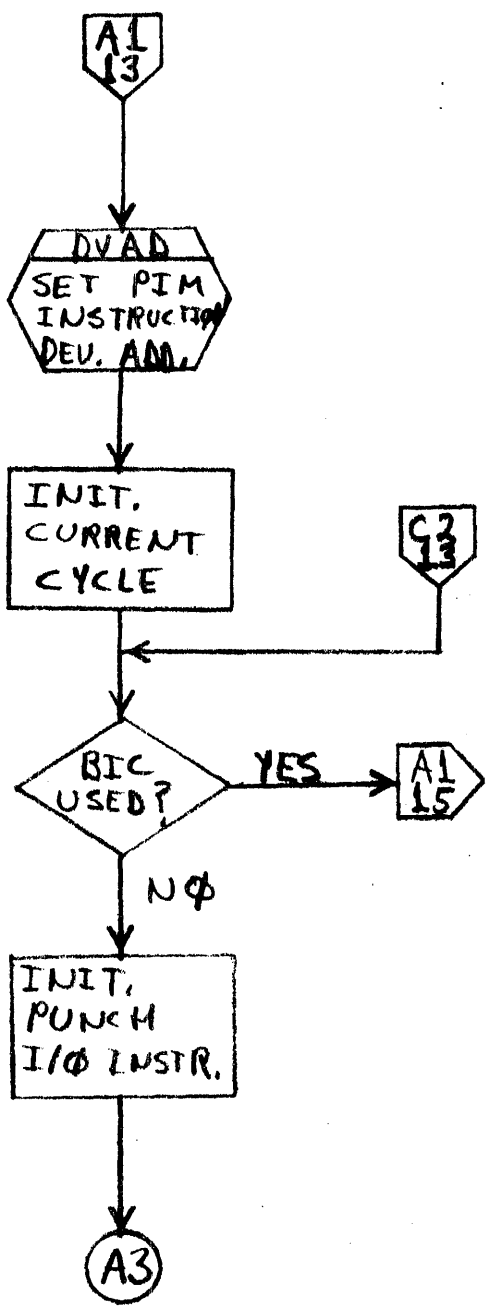 A1
13
DVAD
SET PIM
INSTRUCTIØN
DEV. ADD.
INIT.
CURRENT
CYCLE
C2
13
BIC
USED?
YES
A1
15
NØ
INIT.
PUNCH
I/Ø INSTR.
A3